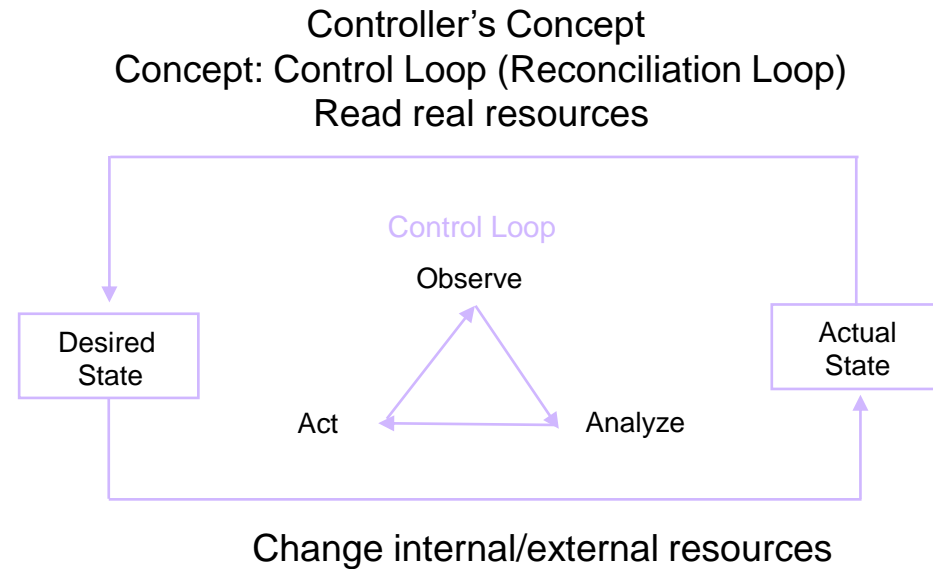 Controller’s Concept
Concept: Control Loop (Reconciliation Loop)
Read real resources
Control Loop
Observe
Desired
State
Actual
State
Act
Analyze
Change internal/external resources